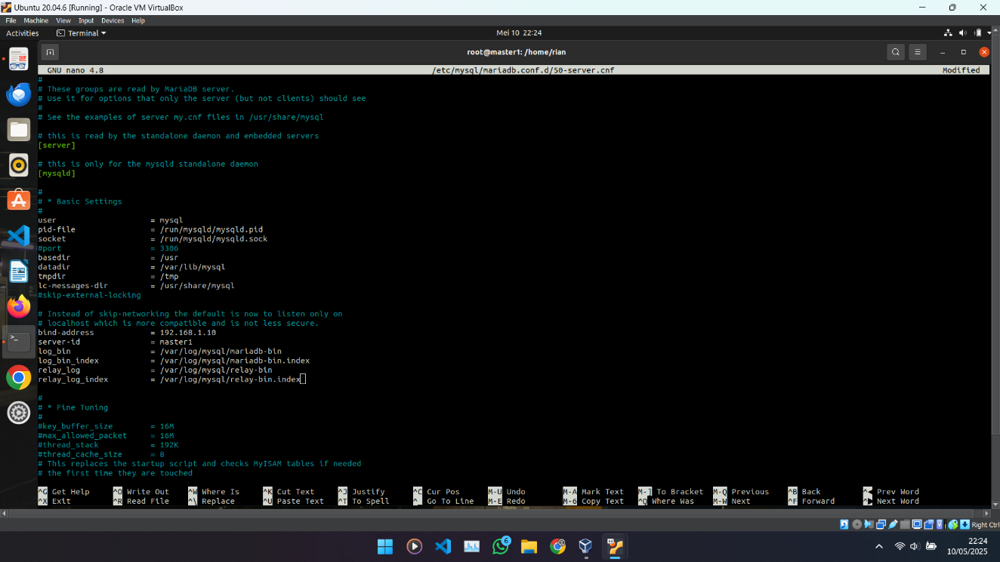 Ubuntu 20.04.6 [Running] - Oracle VM VirtualBox
File Machine View Input Devices Help
Activities Terminal Mei 10 22:24
root@master1: /home/rian
GNU nano 4.8 /etc/mysql/mariadb.conf.d/50-server.cnf Modified
#
# These groups are read by MariaDB server.
# Use it for options that only the server (but not clients) should see
#
# See the examples of server my.cnf files in /usr/share/mysql
# this is read by the standalone daemon and embedded servers
[server]
# this is only for the mysqld standalone daemon
[mysqld]
#
# * Basic Settings
#
user = mysql
pid-file = /run/mysqld/mysqld.pid
socket = /run/mysqld/mysqld.sock
#port = 3306
basedir = /usr
datadir = /var/lib/mysql
tmpdir = /tmp
lc-messages-dir = /usr/share/mysql
#skip-external-locking
# Instead of skip-networking the default is now to listen only on
# localhost which is more compatible and is not less secure.
bind-address = 192.168.1.10
server-id = master1
log_bin = /var/log/mysql/mariadb-bin
log_bin_index = /var/log/mysql/mariadb-bin.index
relay_log = /var/log/mysql/relay-bin
relay_log_index = /var/log/mysql/relay-bin.index
#
# * Fine Tuning
#
#key_buffer_size = 16M
#max_allowed_packet = 16M
#thread_stack = 192K
#thread_cache_size = 8
# This replaces the startup script and checks MyISAM tables if needed
# the first time they are touched
^G Get Help ^O Write Out ^W Where Is ^K Cut Text ^J Justify ^C Cur Pos M-U Undo M-A Mark Text M-] To Bracket M-Q Previous ^B Back ^◀ Prev Word
^X Exit ^R Read File ^\ Replace ^U Paste Text ^T To Spell ^_ Go To Line M-E Redo M-6 Copy Text ^Q Where Was M-W Next ^F Forward ^▶ Next Word
Right Ctrl
6
22:24
10/05/2025